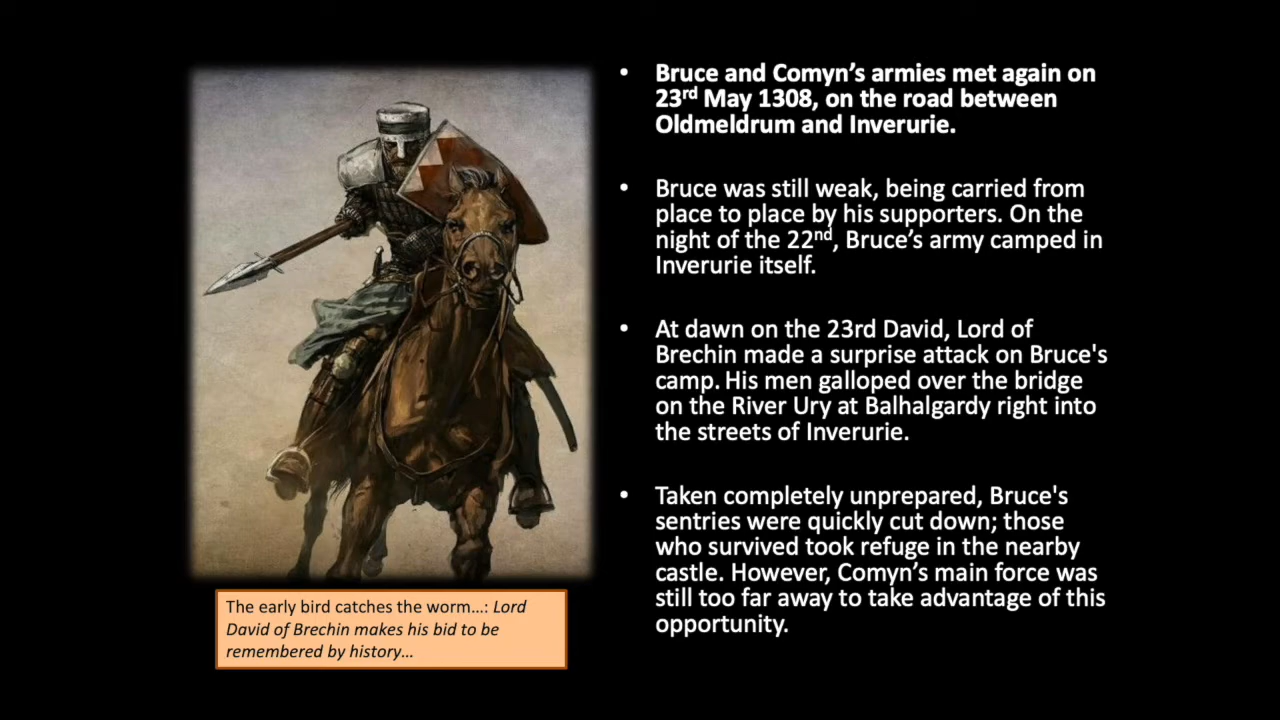 • Bruce and Comyn’s armies met again on
23rd May 1308, on the road between
Oldmeldrum and Inverurie.
• Bruce was still weak, being carried from
place to place by his supporters. On the
night of the 22nd, Bruce’s army camped in
Inverurie itself.
• At dawn on the 23rd David, Lord of
Brechin made a surprise attack on Bruce's
camp. His men galloped over the bridge
on the River Ury at Balhalgardy right into
the streets of Inverurie.
• Taken completely unprepared, Bruce's
sentries were quickly cut down; those
who survived took refuge in the nearby
castle. However, Comyn’s main force was
still too far away to take advantage of this
opportunity.
The early bird catches the worm…: Lord
David of Brechin makes his bid to be
remembered by history…